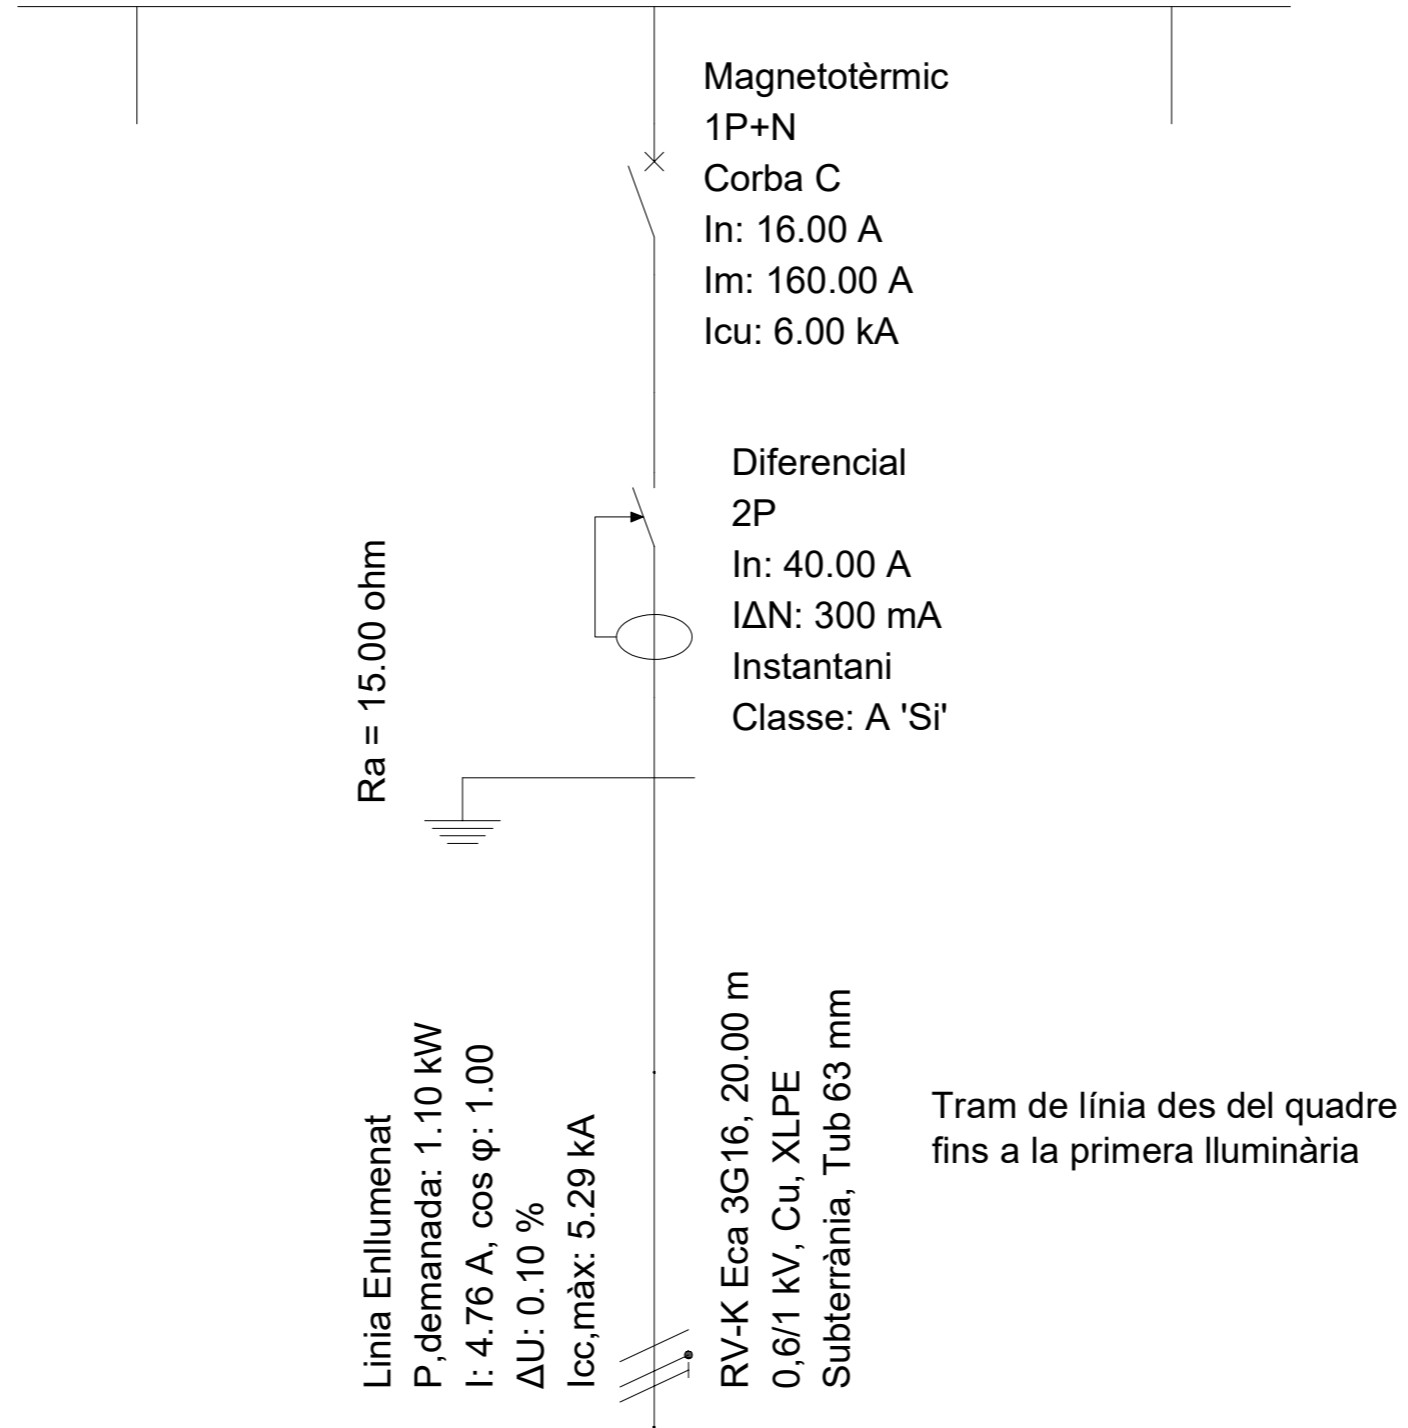 Magnetotèrmic
1P+N
Corba C
In: 16.00 A
Im: 160.00 A
Icu: 6.00 kA
Diferencial
2P
In: 40.00 A
IΔN: 300 mA
Instantani
Classe: A 'Si'
Ra = 15.00 ohm
Linia Enllumenat
P,demanada: 1.10 kW
I: 4.76 A, cos φ: 1.00
ΔU: 0.10 %
Icc,màx: 5.29 kA
RV-K Eca 3G16, 20.00 m
0,6/1 kV, Cu, XLPE
Subterrània, Tub 63 mm
Tram de línia des del quadre
fins a la primera lluminària